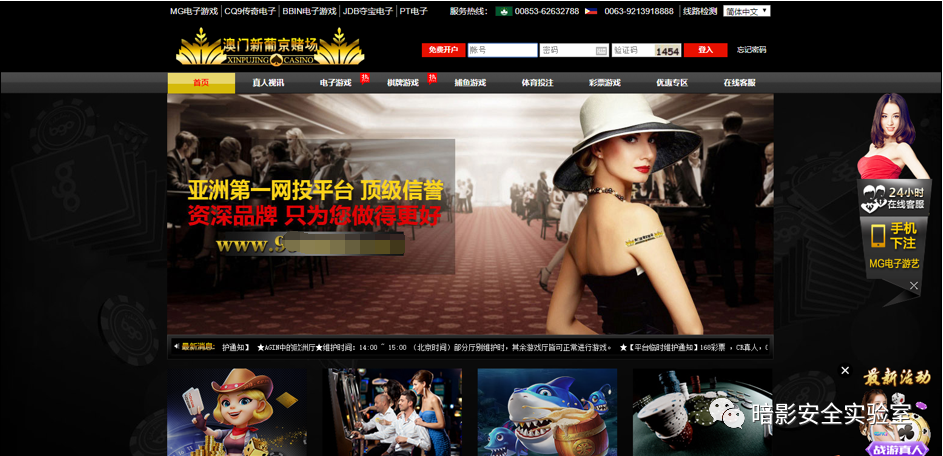 MG电子游戏 CQ9传奇电子 BBIN电子游戏 JDB夺宝电子 PT电子 服务热线: 00853-62632788 0063-9213918888 线路检测 简体中文
澳门新葡京赌场
XINPUJING CASINO
免费开户 账号 密码 验证码 1454 登入 忘记密码
首页 真人视讯 电子游戏 热 棋牌游戏 热 捕鱼游戏 体育投注 彩票游戏 优惠专区 在线客服
亚洲第一网投平台 顶级信誉
资深品牌 只为您做得更好
www.9
24小时
在线客服
手机
下注
MG电子游艺
最新消息: 护通知】 ★AGIN中的欧洲厅★维护时间:14:00 ~ 15:00 (北京时间)部分厅别维护时,其余游戏厅皆可正常进行游戏。 ★【平台临时维护通知】168彩票 ,CR真人,
最新活动
暗影安全实验室
战游真人